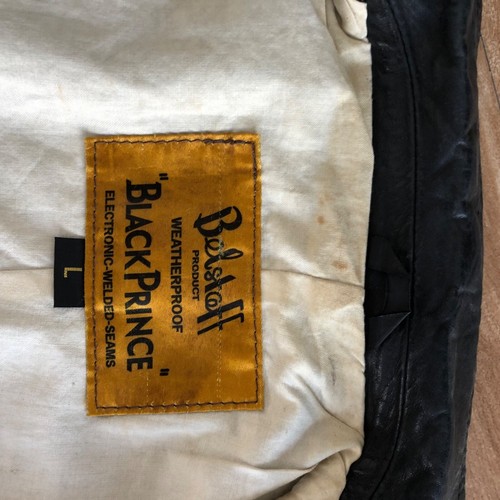 Belstaff
PRODUCT
WEATHERPROOF
"BLACK PRINCE"
ELECTRONIC-WELDED-SEAMS
L